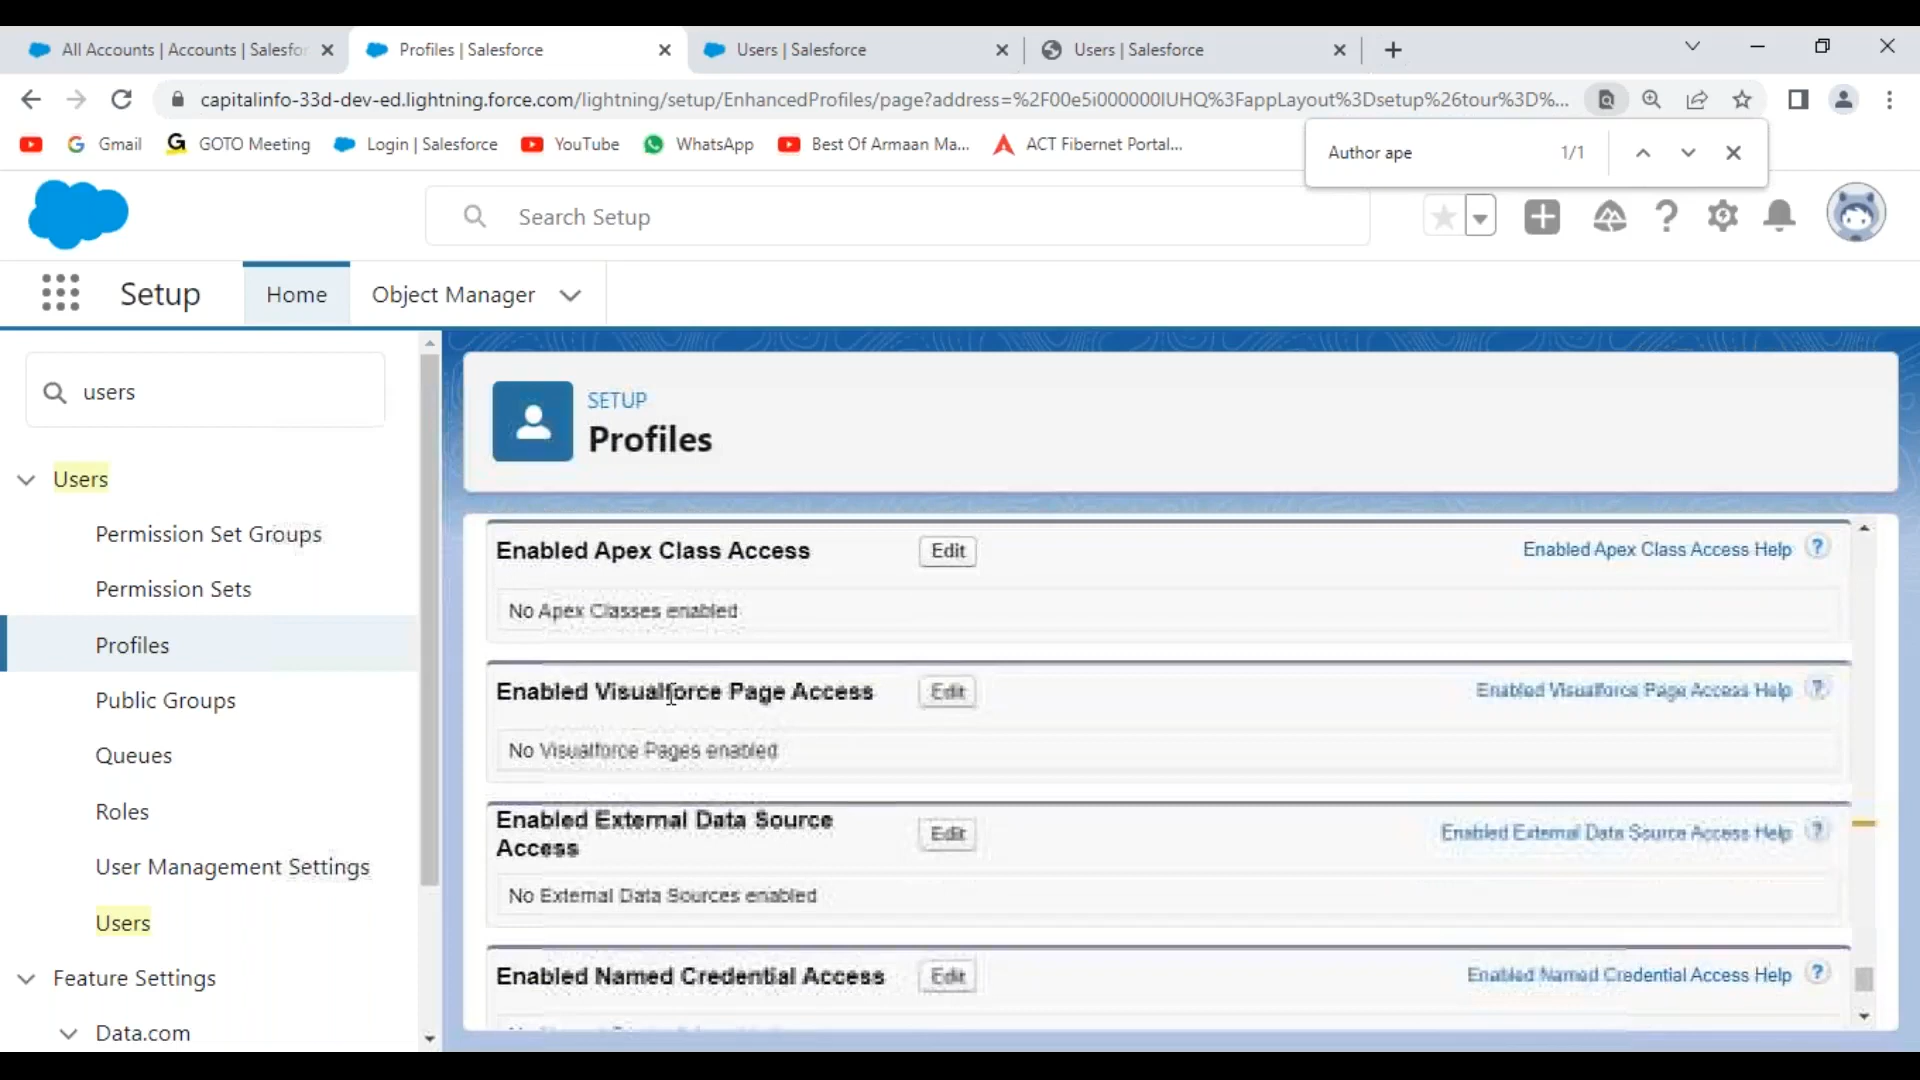 All Accounts | Accounts | Salesfor
Profiles | Salesforce
Users | Salesforce
Users | Salesforce
capitalinfo-33d-dev-ed.lightning.force.com/lightning/setup/EnhancedProfiles/page?address=%2F00e5i000000IUHQ%3FappLayout%3Dsetup%26tour%3D%...
Gmail
GOTO Meeting
Login | Salesforce
YouTube
WhatsApp
Best Of Armaan Ma...
ACT Fibernet Portal...
Author ape 1/1
Search Setup
Setup
Home
Object Manager
users
Users
Permission Set Groups
Permission Sets
Profiles
Public Groups
Queues
Roles
User Management Settings
Users
Feature Settings
Data.com
SETUP
Profiles
Enabled Apex Class Access Edit Enabled Apex Class Access Help ?
No Apex Classes enabled
Enabled Visualforce Page Access Edit Enabled Visualforce Page Access Help ?
No Visualforce Pages enabled
Enabled External Data Source
Access Edit Enabled External Data Source Access Help ?
No External Data Sources enabled
Enabled Named Credential Access Edit Enabled Named Credential Access Help ?